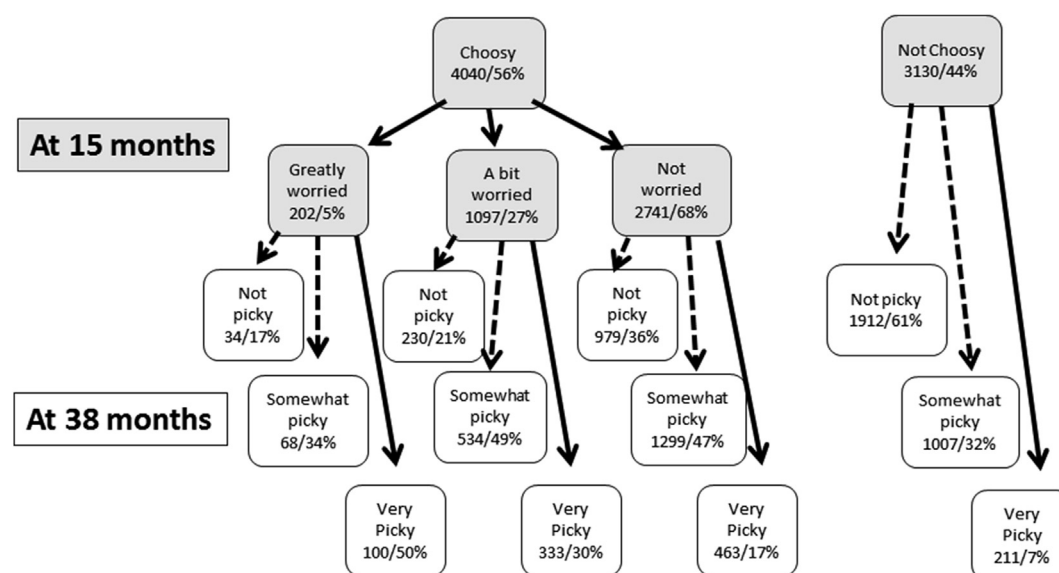 Choosy
4040/56%
Not Choosy
3130/44%
At 15 months
Greatly
worried
202/5%
A bit
worried
1097/27%
Not
worried
2741/68%
Not
picky
34/17%
Not
picky
230/21%
Not
picky
979/36%
Not picky
1912/61%
At 38 months
Somewhat
picky
68/34%
Somewhat
picky
534/49%
Somewhat
picky
1299/47%
Somewhat
picky
1007/32%
Very
Picky
100/50%
Very
Picky
333/30%
Very
Picky
463/17%
Very
Picky
211/7%